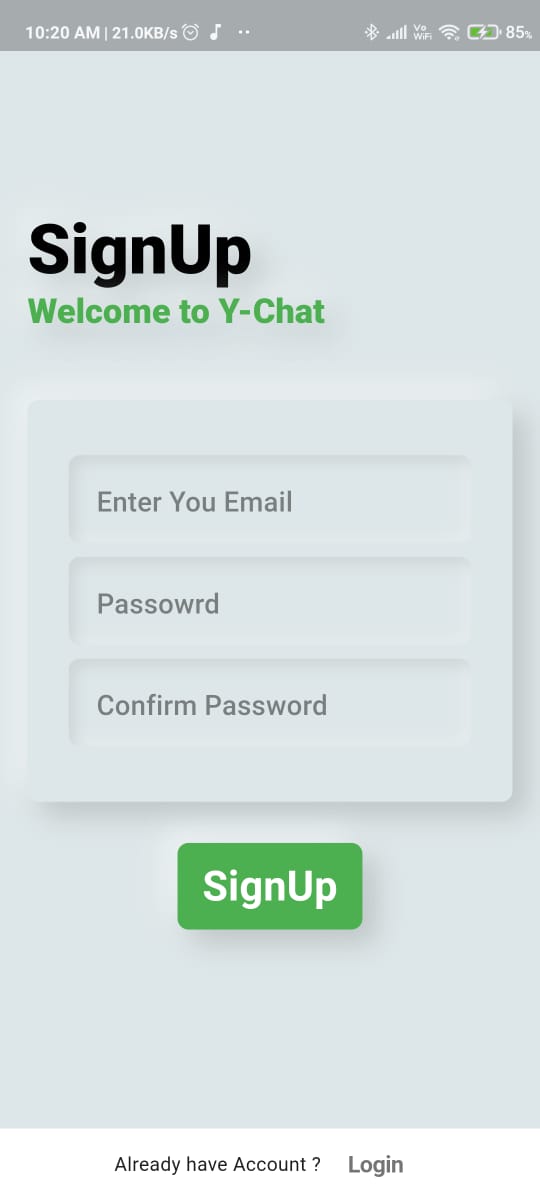 10:20 AM | 21.0KB/s
Vo
WiFi
85%
SignUp
Welcome to Y-Chat
Enter You Email
Passowrd
Confirm Password
SignUp
Already have Account ? Login